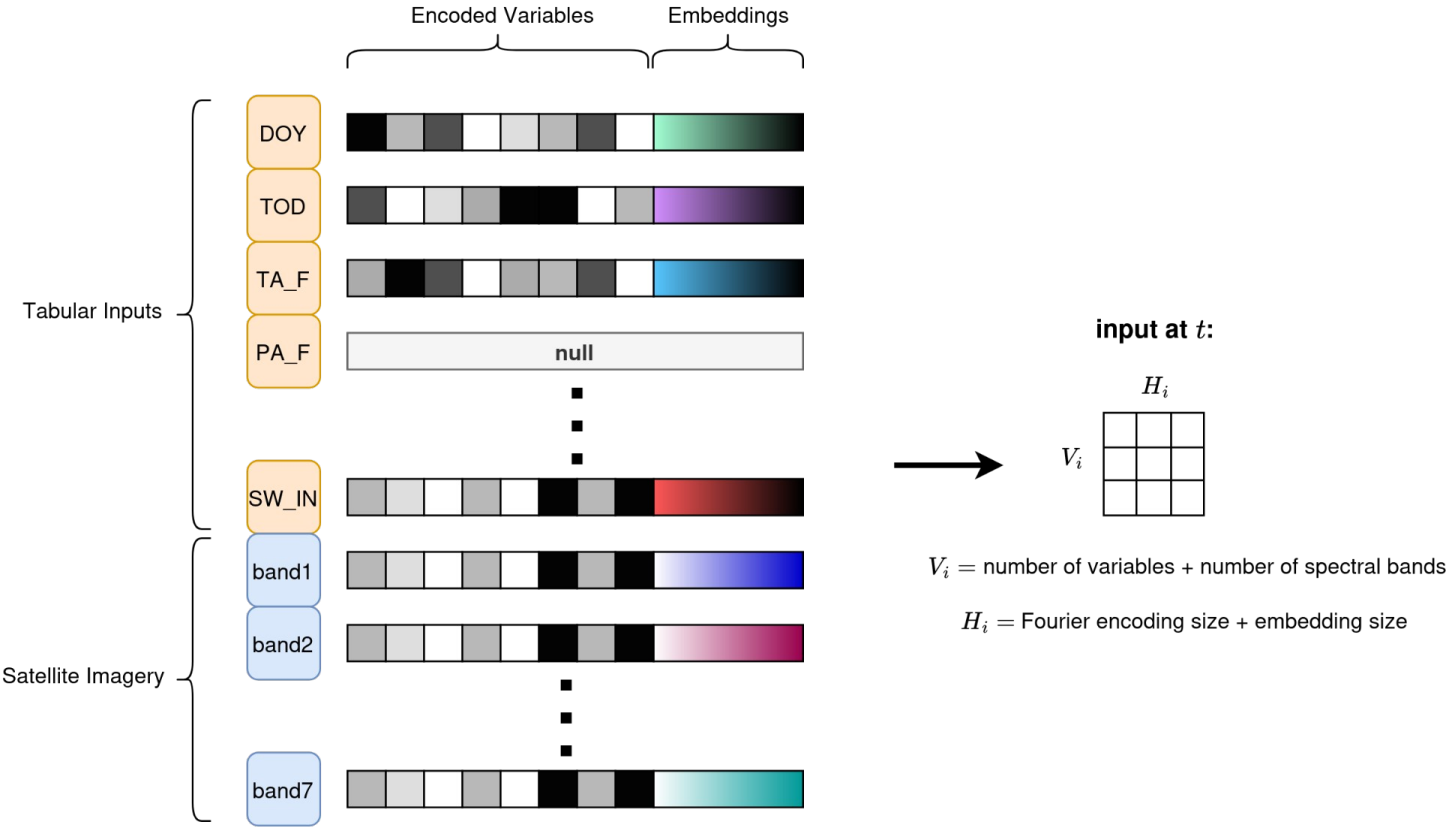 Encoded Variables
Embeddings
DOY
TOD
TA_F
Tabular Inputs
PA_F
null
SW_IN
band1
band2
Satellite Imagery
band7
input at t:
H_i
V_i
V_i = number of variables + number of spectral bands
H_i = Fourier encoding size + embedding size